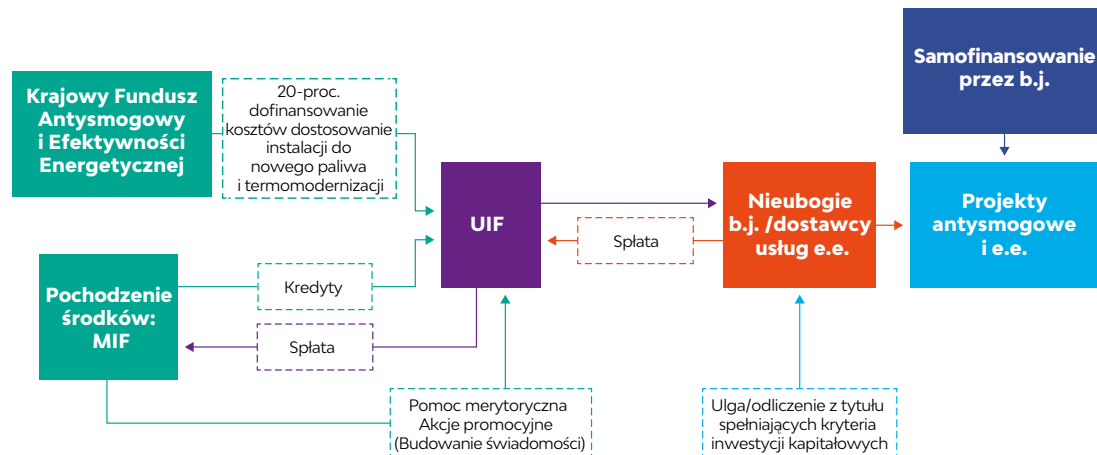 Krajowy Fundusz
Antysmogowy
i Efektywności
Energetycznej
20-proc.
dofinansowanie
kosztów dostosowanie
instalacji do
nowego paliwa
i termomodernizacji
Samofinansowanie
przez b.j.
UIF
Spłata
Nieubogie
b.j. /dostawcy
usług e.e.
Projekty
antysmogowe
i e.e.
Pochodzenie
środków:
MIF
Kredyty
Spłata
Pomoc merytoryczna
Akcje promocyjne
(Budowanie świadomości)
Ulga/odliczenie z tytułu
spełniających kryteria
inwestycji kapitałowych